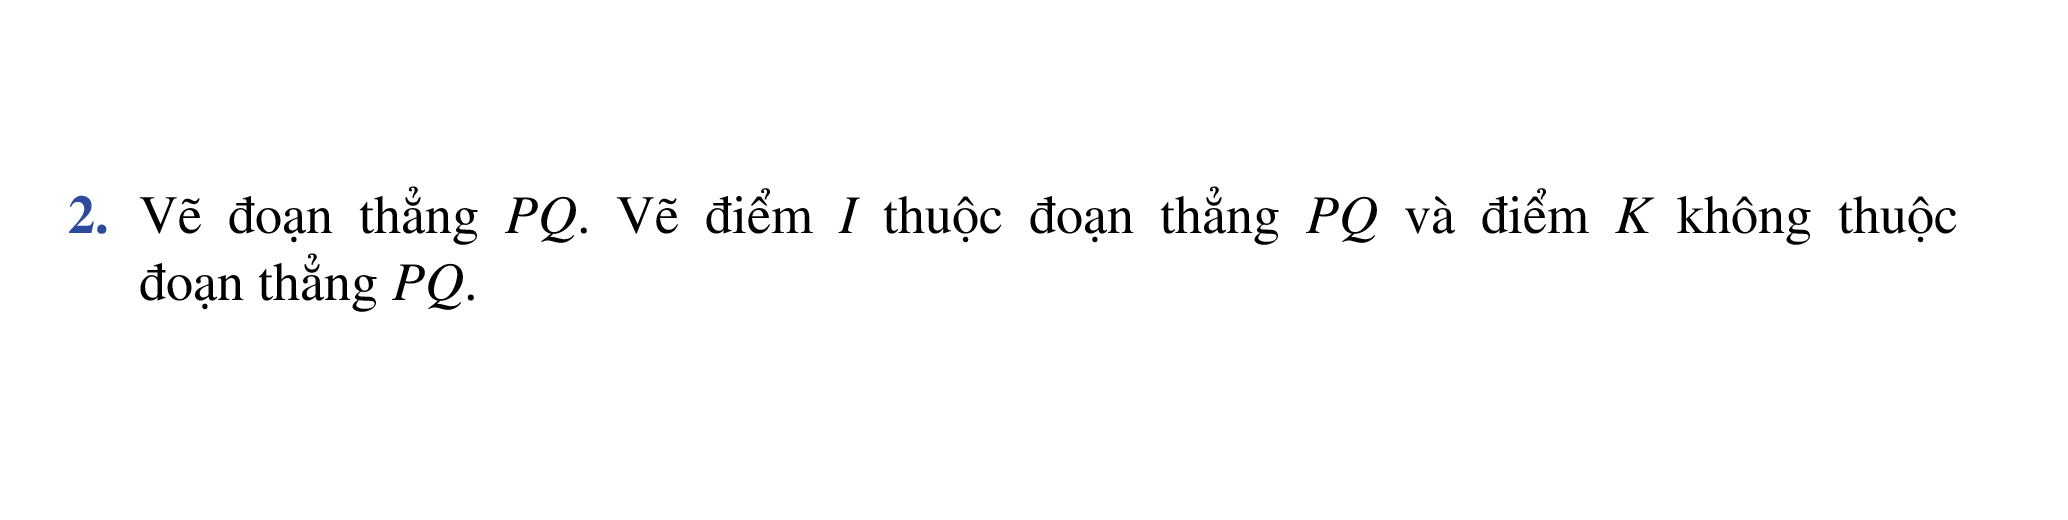 2. Vẽ đoạn thẳng PQ. Vẽ điểm I thuộc đoạn thẳng PQ và điểm K không thuộc
đoạn thẳng PQ.